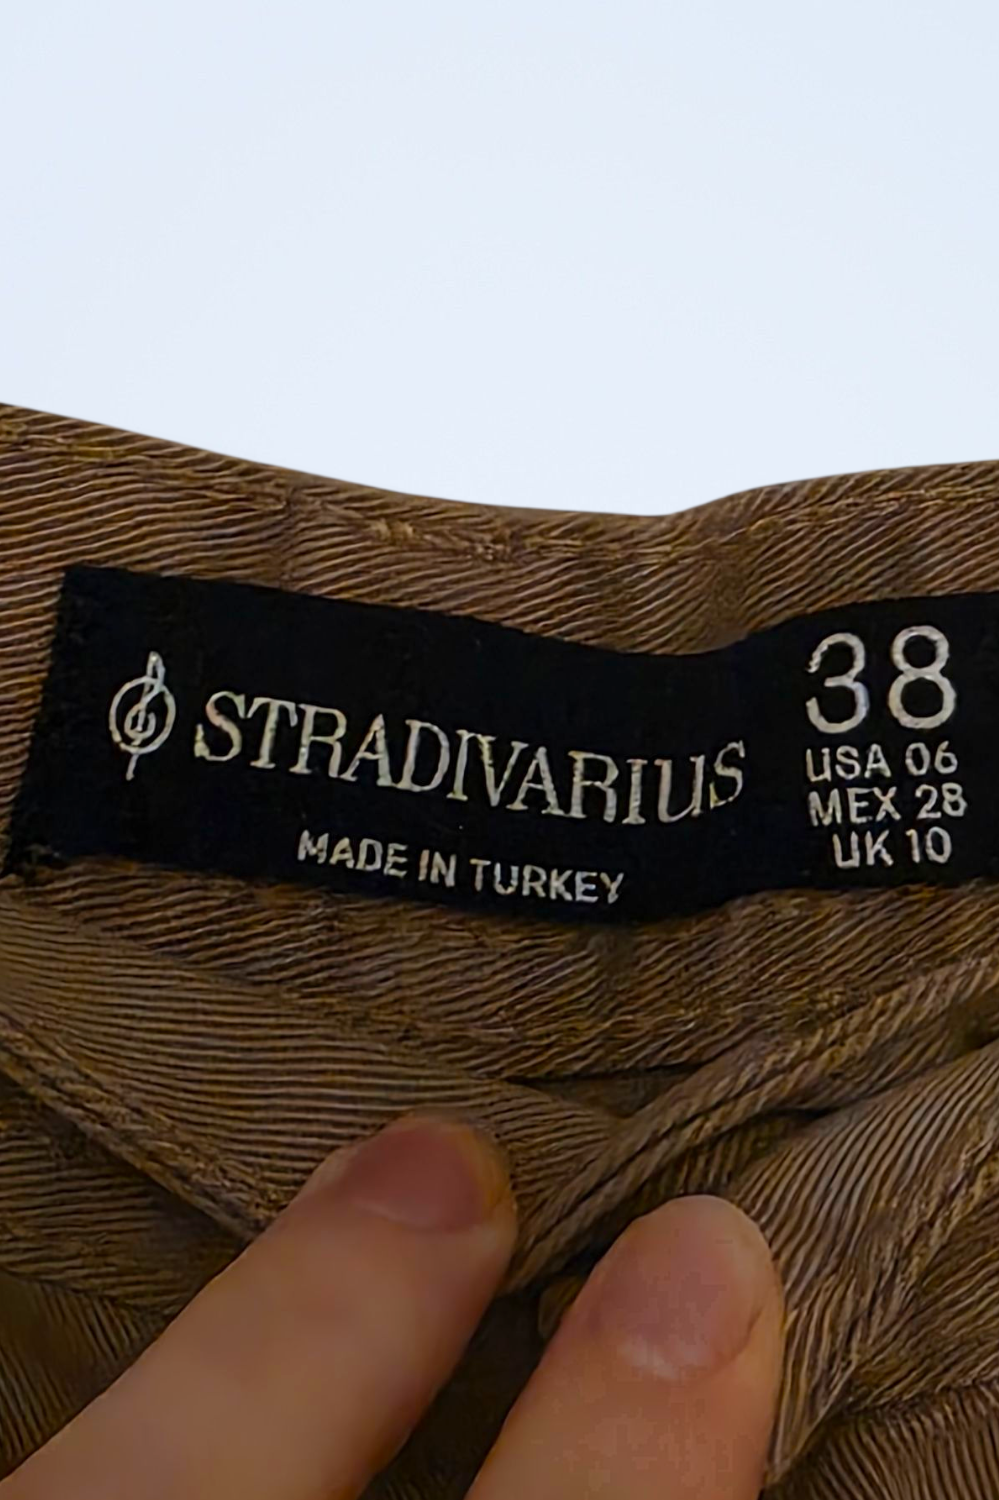 STRADIVARIUS
MADE IN TURKEY
38
USA 06
MEX 28
UK 10